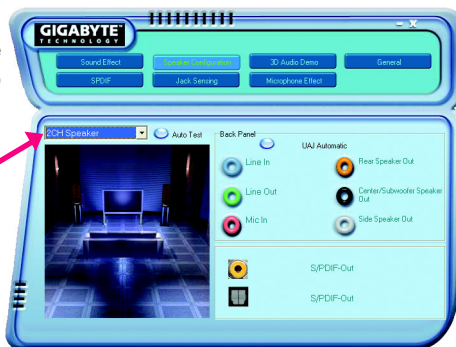 GIGABYTE™
TECHNOLOGY
Sound Effect
Speaker Configuration
3D Audio Demo
General
SPDIF
Jack Sensing
Microphone Effect
2CH Speaker
Auto Test
Back Panel
UAJ Automatic
Line In
Rear Speaker Out
Line Out
Center/Subwoofer Speaker
Out
Mic In
Side Speaker Out
S/PDIF-Out
S/PDIF-Out